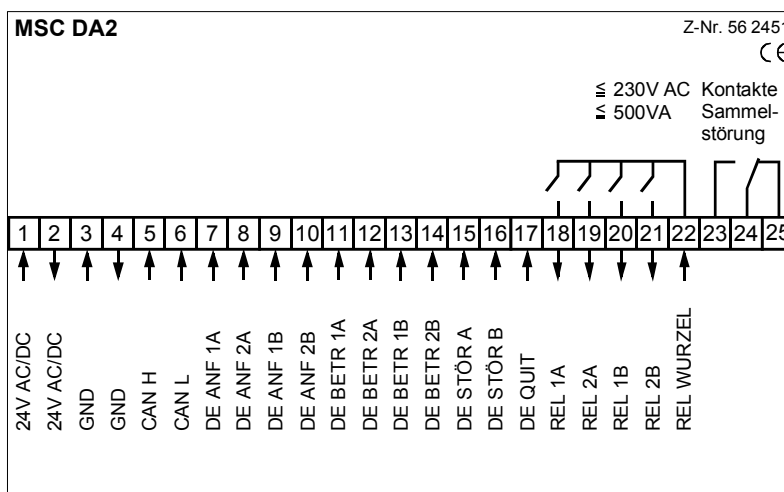 MSC DA2
Z-Nr. 56 2451
CE
≦ 230V AC Kontakte
≦ 500VA Sammel-
störung
1 2 3 4 5 6 7 8 9 10 11 12 13 14 15 16 17 18 19 20 21 22 23 24 25
24V AC/DC
24V AC/DC
GND
GND
CAN H
CAN L
DE ANF 1A
DE ANF 2A
DE ANF 1B
DE ANF 2B
DE BETR 1A
DE BETR 2A
DE BETR 1B
DE BETR 2B
DE STÖR A
DE STÖR B
DE QUIT
REL 1A
REL 2A
REL 1B
REL 2B
REL WURZEL